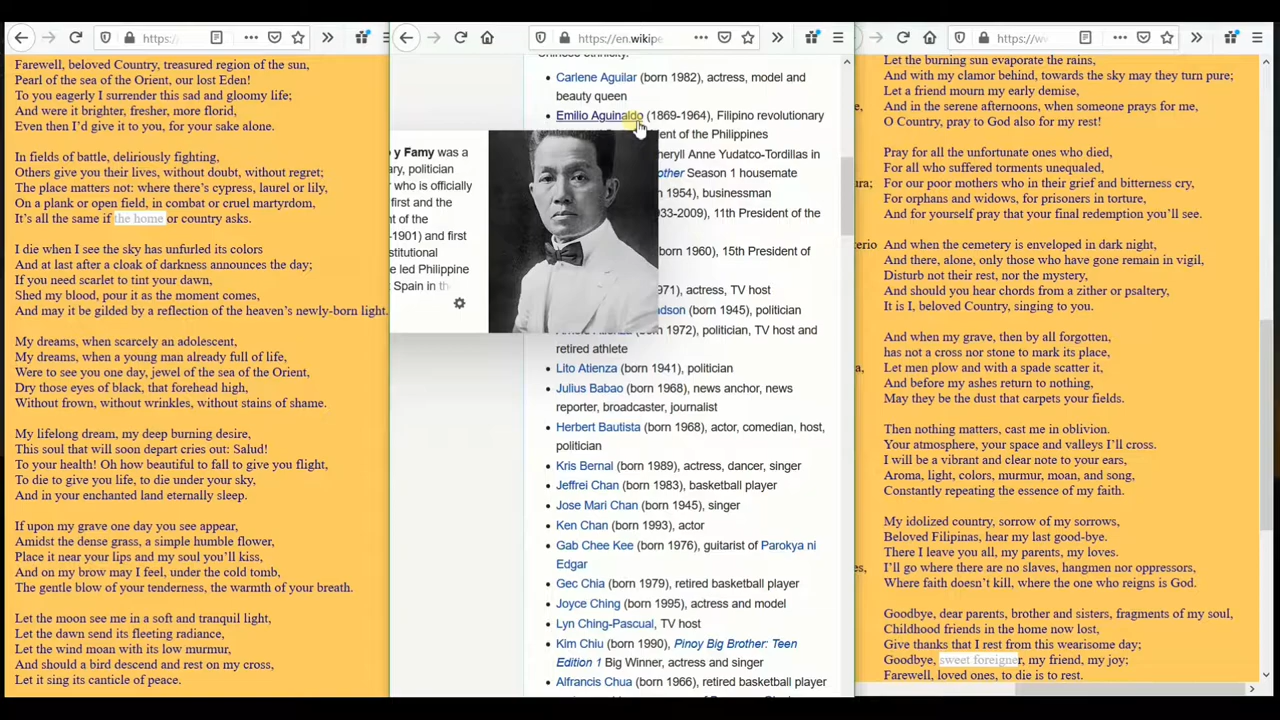 https://
https://en.wikipe
https://wv
Farewell, beloved Country, treasured region of the sun,
Pearl of the sea of the Orient, our lost Eden!
To you eagerly I surrender this sad and gloomy life;
And were it brighter, fresher, more florid,
Even then I'd give it to you, for your sake alone.
In fields of battle, deliriously fighting,
Others give you their lives, without doubt, without regret;
The place matters not: where there's cypress, laurel or lily,
On a plank or open field, in combat or cruel martyrdom,
It's all the same if the home or country asks.
I die when I see the sky has unfurled its colors
And at last after a cloak of darkness announces the day;
If you need scarlet to tint your dawn,
Shed my blood, pour it as the moment comes,
And may it be gilded by a reflection of the heaven's newly-born light.
My dreams, when scarcely an adolescent,
My dreams, when a young man already full of life,
Were to see you one day, jewel of the sea of the Orient,
Dry those eyes of black, that forehead high,
Without frown, without wrinkles, without stains of shame.
My lifelong dream, my deep burning desire,
This soul that will soon depart cries out: Salud!
To your health! Oh how beautiful to fall to give you flight,
To die to give you life, to die under your sky,
And in your enchanted land eternally sleep.
If upon my grave one day you see appear,
Amidst the dense grass, a simple humble flower,
Place it near your lips and my soul you'll kiss,
And on my brow may I feel, under the cold tomb,
The gentle blow of your tenderness, the warmth of your breath.
Let the moon see me in a soft and tranquil light,
Let the dawn send its fleeting radiance,
Let the wind moan with its low murmur,
And should a bird descend and rest on my cross,
Let it sing its canticle of peace.
Chinese ethnicity.
• Carlene Aguilar (born 1982), actress, model and
beauty queen
• Emilio Aguinaldo (1869-1964), Filipino revolutionary
ent of the Philippines
heryll Anne Yudatco-Tordillas in
other Season 1 housemate
1954), businessman
933-2009), 11th President of the
born 1960), 15th President of
971), actress, TV host
dson (born 1945), politician
(born 1972), politician, TV host and
retired athlete
• Lito Atienza (born 1941), politician
• Julius Babao (born 1968), news anchor, news
reporter, broadcaster, journalist
• Herbert Bautista (born 1968), actor, comedian, host,
politician
• Kris Bernal (born 1989), actress, dancer, singer
• Jeffrei Chan (born 1983), basketball player
• Jose Mari Chan (born 1945), singer
• Ken Chan (born 1993), actor
• Gab Chee Kee (born 1976), guitarist of Parokya ni
Edgar
• Gec Chia (born 1979), retired basketball player
• Joyce Ching (born 1995), actress and model
• Lyn Ching-Pascual, TV host
• Kim Chiu (born 1990), Pinoy Big Brother: Teen
Edition 1 Big Winner, actress and singer
• Alfrancis Chua (born 1966), retired basketball player
o y Famy was a
ary, politician
who is officially
first and the
nt of the
-1901) and first
stitutional
e led Philippine
t Spain in the
Let the burning sun evaporate the rains,
And with my clamor behind, towards the sky may they turn pure;
Let a friend mourn my early demise,
And in the serene afternoons, when someone prays for me,
O Country, pray to God also for my rest!
Pray for all the unfortunate ones who died,
For all who suffered torments unequaled,
For our poor mothers who in their grief and bitterness cry,
For orphans and widows, for prisoners in torture,
And for yourself pray that your final redemption you'll see.
And when the cemetery is enveloped in dark night,
And there, alone, only those who have gone remain in vigil,
Disturb not their rest, nor the mystery,
And should you hear chords from a zither or psaltery,
It is I, beloved Country, singing to you.
And when my grave, then by all forgotten,
has not a cross nor stone to mark its place,
Let men plow and with a spade scatter it,
And before my ashes return to nothing,
May they be the dust that carpets your fields.
Then nothing matters, cast me in oblivion.
Your atmosphere, your space and valleys I'll cross.
I will be a vibrant and clear note to your ears,
Aroma, light, colors, murmur, moan, and song,
Constantly repeating the essence of my faith.
My idolized country, sorrow of my sorrows,
Beloved Filipinas, hear my last good-bye.
There I leave you all, my parents, my loves.
I'll go where there are no slaves, hangmen nor oppressors,
Where faith doesn't kill, where the one who reigns is God.
Goodbye, dear parents, brother and sisters, fragments of my soul,
Childhood friends in the home now lost,
Give thanks that I rest from this wearisome day;
Goodbye, sweet foreigner, my friend, my joy;
Farewell, loved ones, to die is to rest.